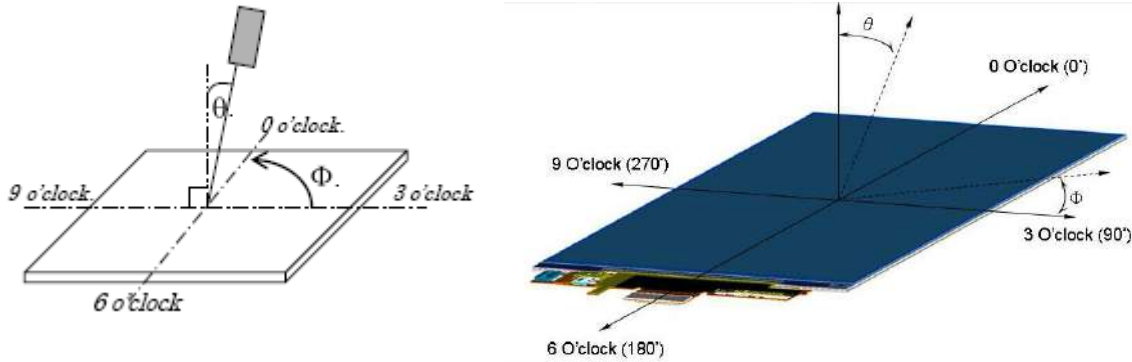 θ.
0 o'clock.
Φ.
9 o'clock.
3 o'clock
6 o'clock
θ
0 O'clock (0°)
9 O'clock (270°)
Φ
3 O'clock (90°)
6 O'clock (180°)